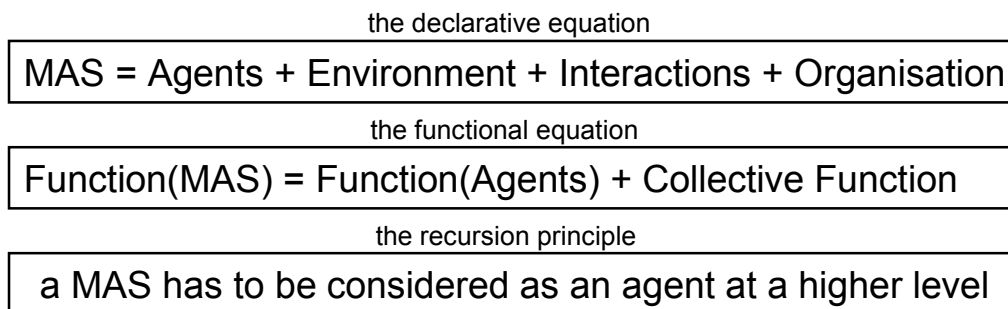 the declarative equation
MAS = Agents + Environment + Interactions + Organisation
the functional equation
Function(MAS) = Function(Agents) + Collective Function
the recursion principle
a MAS has to be considered as an agent at a higher level